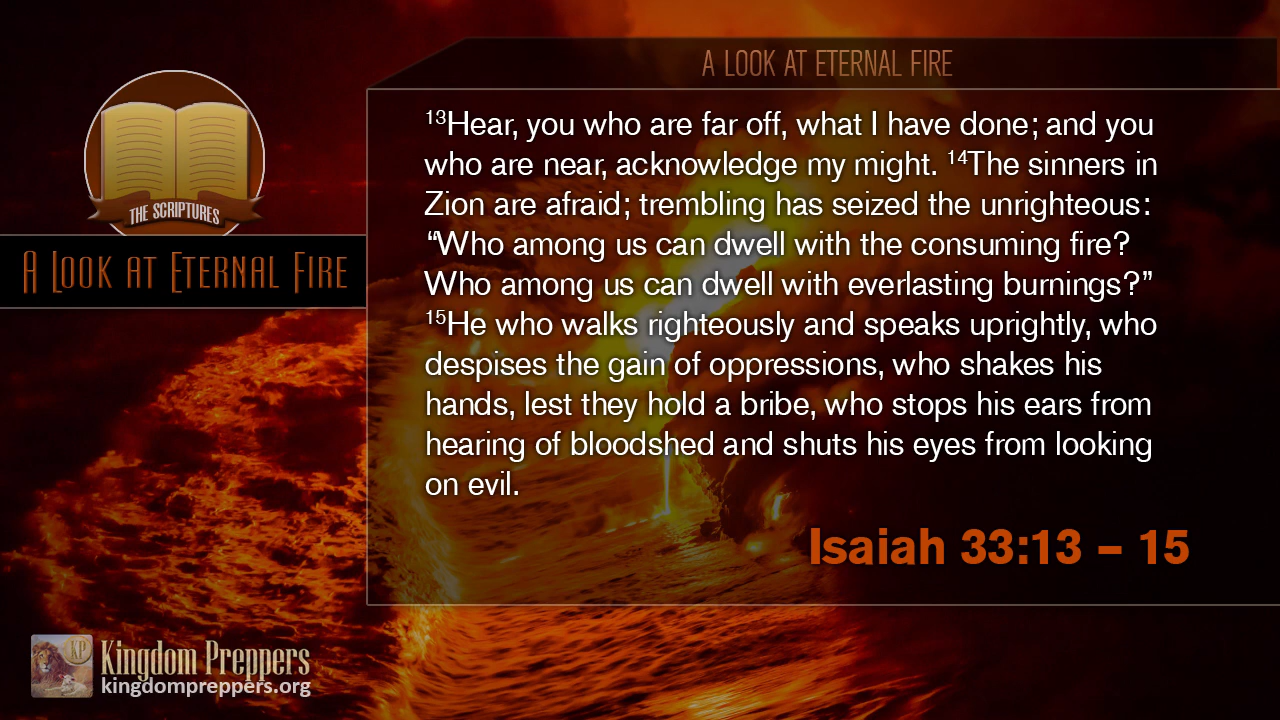 A LOOK AT ETERNAL FIRE
THE SCRIPTURES
A LOOK AT ETERNAL FIRE
13Hear, you who are far off, what I have done; and you
who are near, acknowledge my might. 14The sinners in
Zion are afraid; trembling has seized the unrighteous:
“Who among us can dwell with the consuming fire?
Who among us can dwell with everlasting burnings?”
15He who walks righteously and speaks uprightly, who
despises the gain of oppressions, who shakes his
hands, lest they hold a bribe, who stops his ears from
hearing of bloodshed and shuts his eyes from looking
on evil.
Isaiah 33:13 – 15
KP
Kingdom Preppers
kingdompreppers.org